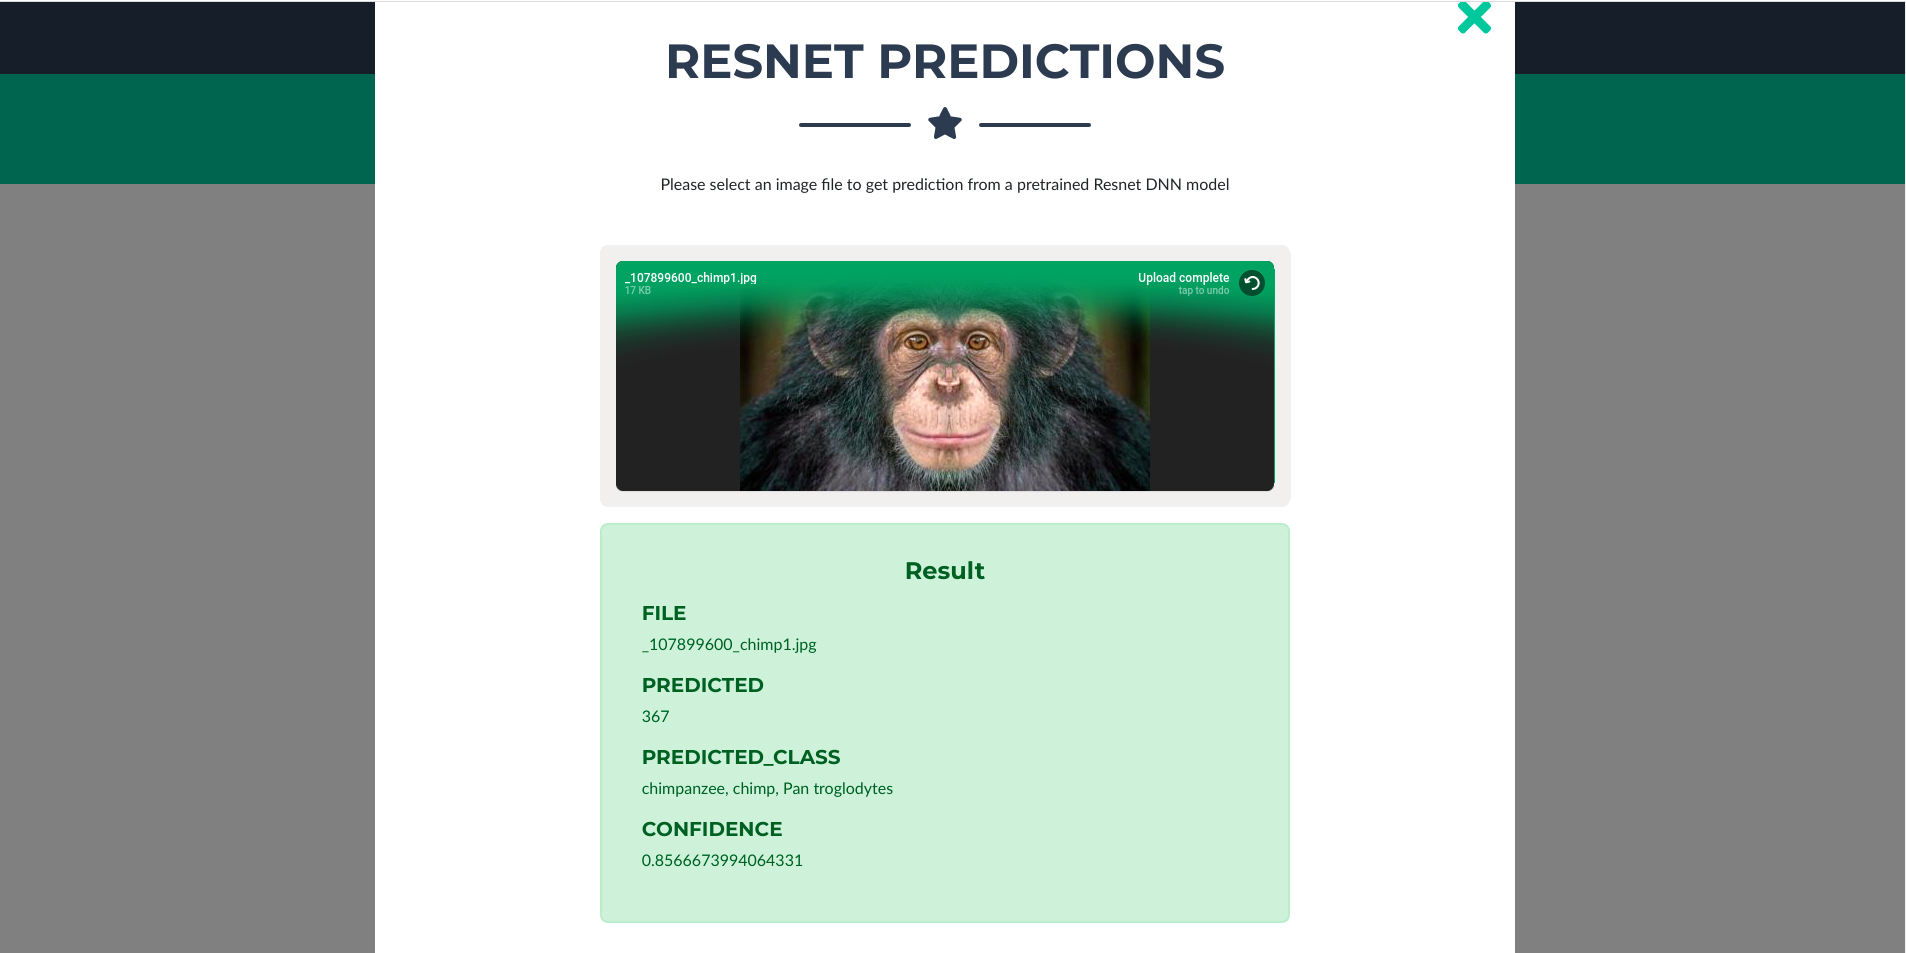 RESNET PREDICTIONS
Please select an image file to get prediction from a pretrained Resnet DNN model
_107899600_chimp1.jpg
17 KB
Upload complete
tap to undo
Result
FILE
_107899600_chimp1.jpg
PREDICTED
367
PREDICTED_CLASS
chimpanzee, chimp, Pan troglodytes
CONFIDENCE
0.8566673994064331